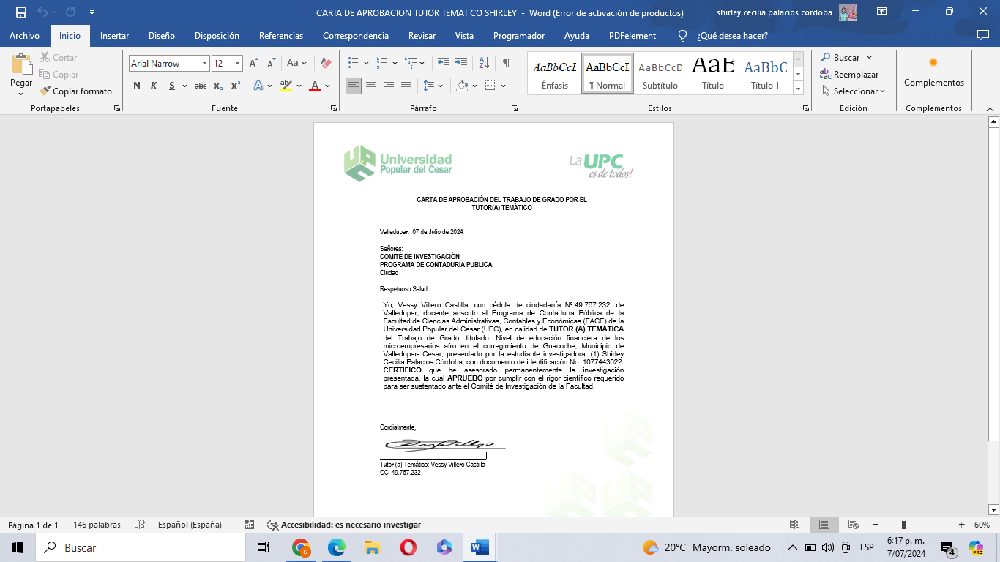 CARTA DE APROBACION TUTOR TEMATICO SHIRLEY - Word (Error de activación de productos)
shirley cecilia palacios cordoba
Archivo Inicio Insertar Diseño Disposición Referencias Correspondencia Revisar Vista Programador Ayuda PDFelement ¿Qué desea hacer?
Pegar
Cortar
Copiar
Copiar formato
Portapapeles
Arial Narrow 12
Aa
N K S abc x₂ x²
Fuente
Párrafo
AaBbCcI AaBbCcI AaBbCcD AaB AaBbC
Énfasis ¶ Normal Subtítulo Título Título 1
Estilos
Buscar
Reemplazar
Seleccionar
Edición
Complementos
Complementos
Universidad
Popular del Cesar
La UPC
es de todos!
CARTA DE APROBACIÓN DEL TRABAJO DE GRADO POR EL
TUTOR(A) TEMÁTICO
Valledupar. 07 de Julio de 2024
Señores:
COMITÉ DE INVESTIGACIÓN
PROGRAMA DE CONTADURIA PÚBLICA
Ciudad
Respetuoso Saludo:
Yo, Vessy Villero Castilla, con cédula de ciudadanía Nº.49.767.232, de
Valledupar, docente adscrito al Programa de Contaduría Pública de la
Facultad de Ciencias Administrativas, Contables y Económicas (FACE) de la
Universidad Popular del Cesar (UPC), en calidad de TUTOR (A) TEMÁTICA
del Trabajo de Grado, titulado: Nivel de educación financiera de los
microempresarios afro en el corregimiento de Guacoche, Municipio de
Valledupar- Cesar, presentado por la estudiante investigadora: (1) Shirley
Cecilia Palacios Córdoba, con documento de identificación No. 1077443022.
CERTIFICO que he asesorado permanentemente la investigación
presentada, la cual APRUEBO por cumplir con el rigor científico requerido
para ser sustentado ante el Comité de Investigación de la Facultad.
Cordialmente,
Tutor (a) Temático: Vessy Villero Castilla
CC. 49.767.232
Página 1 de 1 146 palabras Español (España) Accesibilidad: es necesario investigar 60%
Buscar
20°C Mayorm. soleado
ESP
6:17 p. m.
7/07/2024
4
PRE